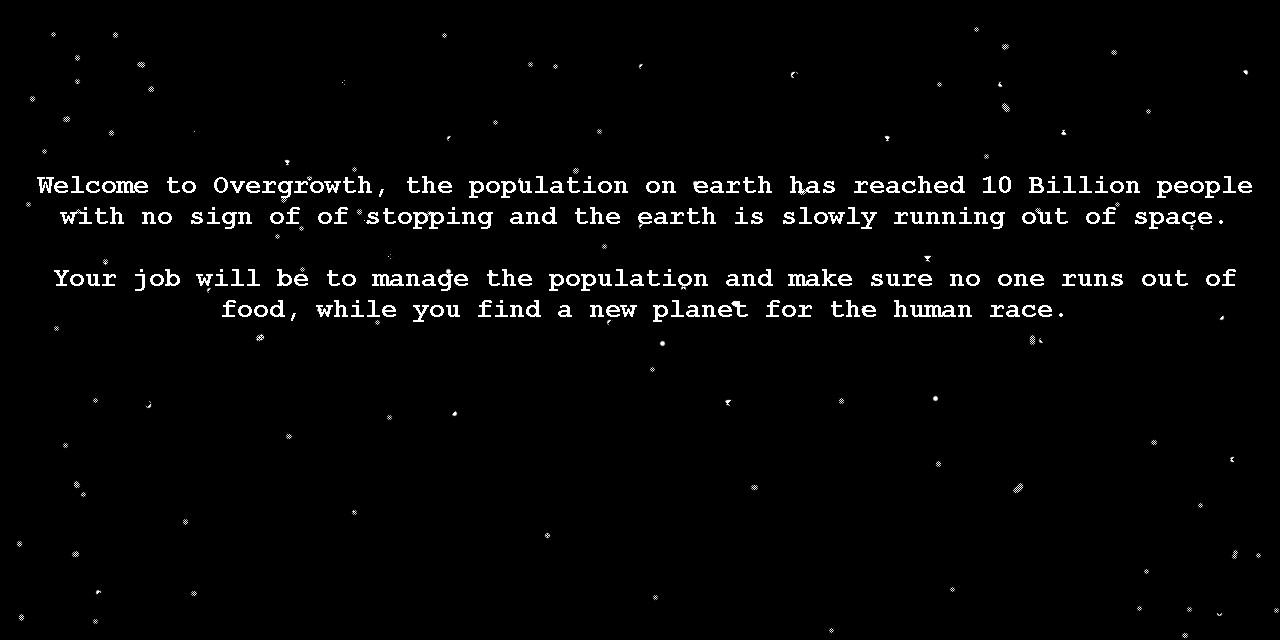 Welcome to Overgrowth, the population on earth has reached 10 Billion people
with no sign of of stopping and the earth is slowly running out of space.
Your job will be to manage the population and make sure no one runs out of
food, while you find a new planet for the human race.